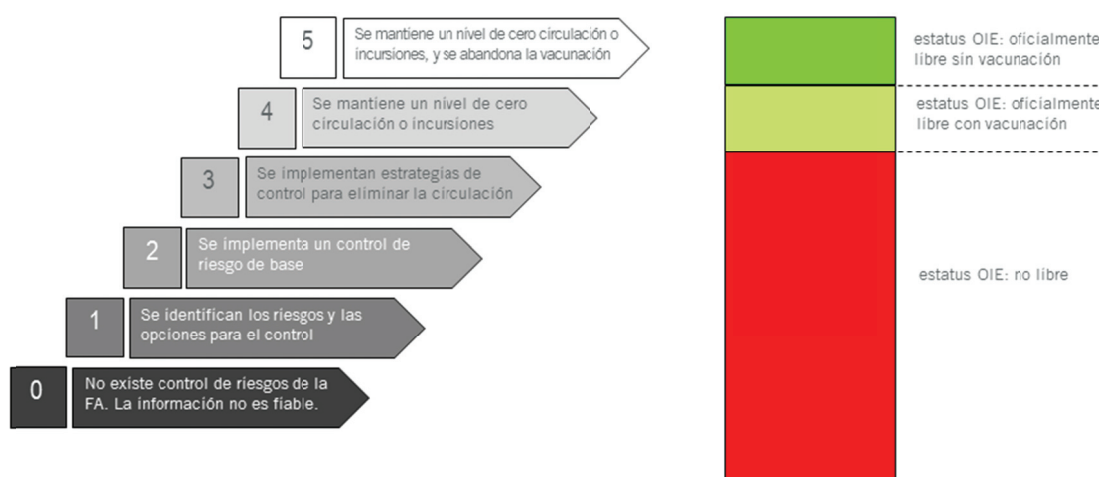 5
Se mantiene un nivel de cero circulación o
incursiones, y se abandona la vacunación
4
Se mantiene un nivel de cero
circulación o incursiones
3
Se implementan estrategias de
control para eliminar la circulación
2
Se implementa un control de
riesgo de base
1
Se identifican los riesgos y las
opciones para el control
0
No existe control de riesgos de la
FA. La información no es fiable.
estatus OIE: oficialmente
libre sin vacunación
estatus OIE: oficialmente
libre con vacunación
estatus OIE: no libre